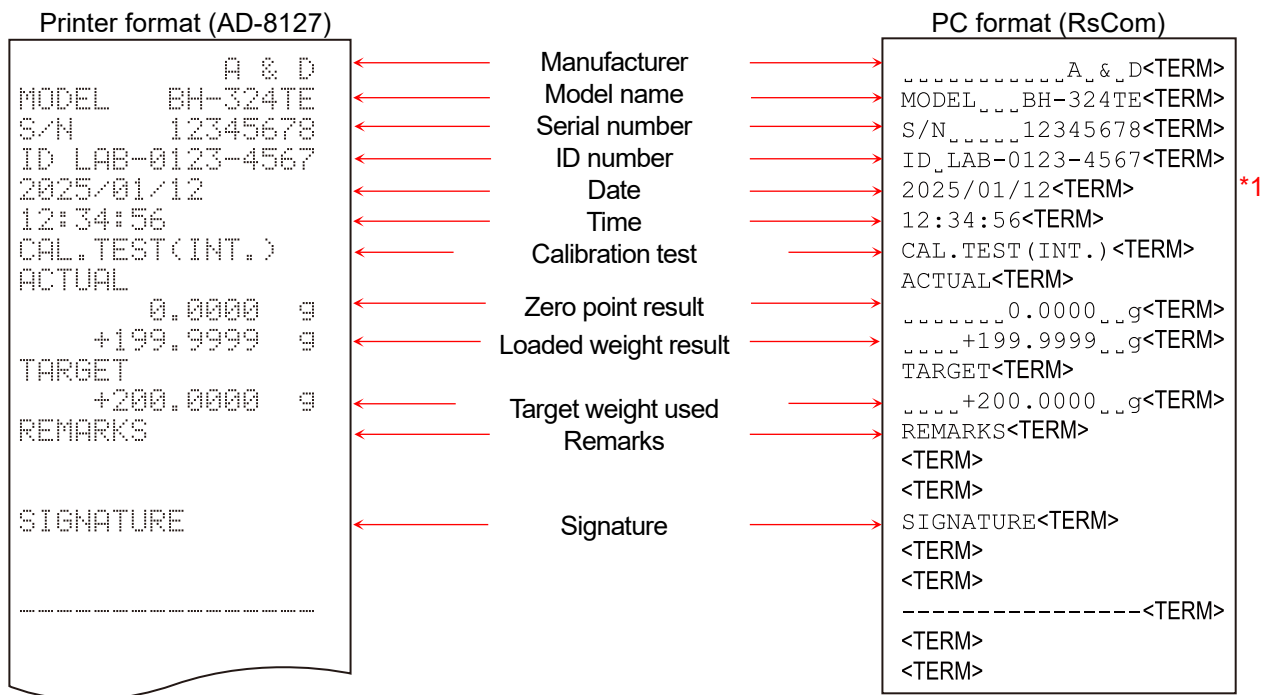 Printer format (AD-8127)
A & D
MODEL BH-324TE
S/N 12345678
ID LAB-0123-4567
2025/01/12
12:34:56
CAL.TEST(INT.)
ACTUAL
0.0000 g
+199.9999 g
TARGET
+200.0000 g
REMARKS
SIGNATURE
----------------
Manufacturer
Model name
Serial number
ID number
Date
Time
Calibration test
Zero point result
Loaded weight result
Target weight used
Remarks
Signature
PC format (RsCom)
␣␣␣␣␣␣␣␣␣␣␣A␣&␣D<TERM>
MODEL␣␣␣BH-324TE<TERM>
S/N␣␣␣␣␣12345678<TERM>
ID␣LAB-0123-4567<TERM>
2025/01/12<TERM>
*1
12:34:56<TERM>
CAL.TEST(INT.)<TERM>
ACTUAL<TERM>
␣␣␣␣␣␣␣0.0000␣␣g<TERM>
␣␣␣␣+199.9999␣␣g<TERM>
TARGET<TERM>
␣␣␣␣+200.0000␣␣g<TERM>
REMARKS<TERM>
<TERM>
<TERM>
SIGNATURE<TERM>
<TERM>
<TERM>
----------------<TERM>
<TERM>
<TERM>